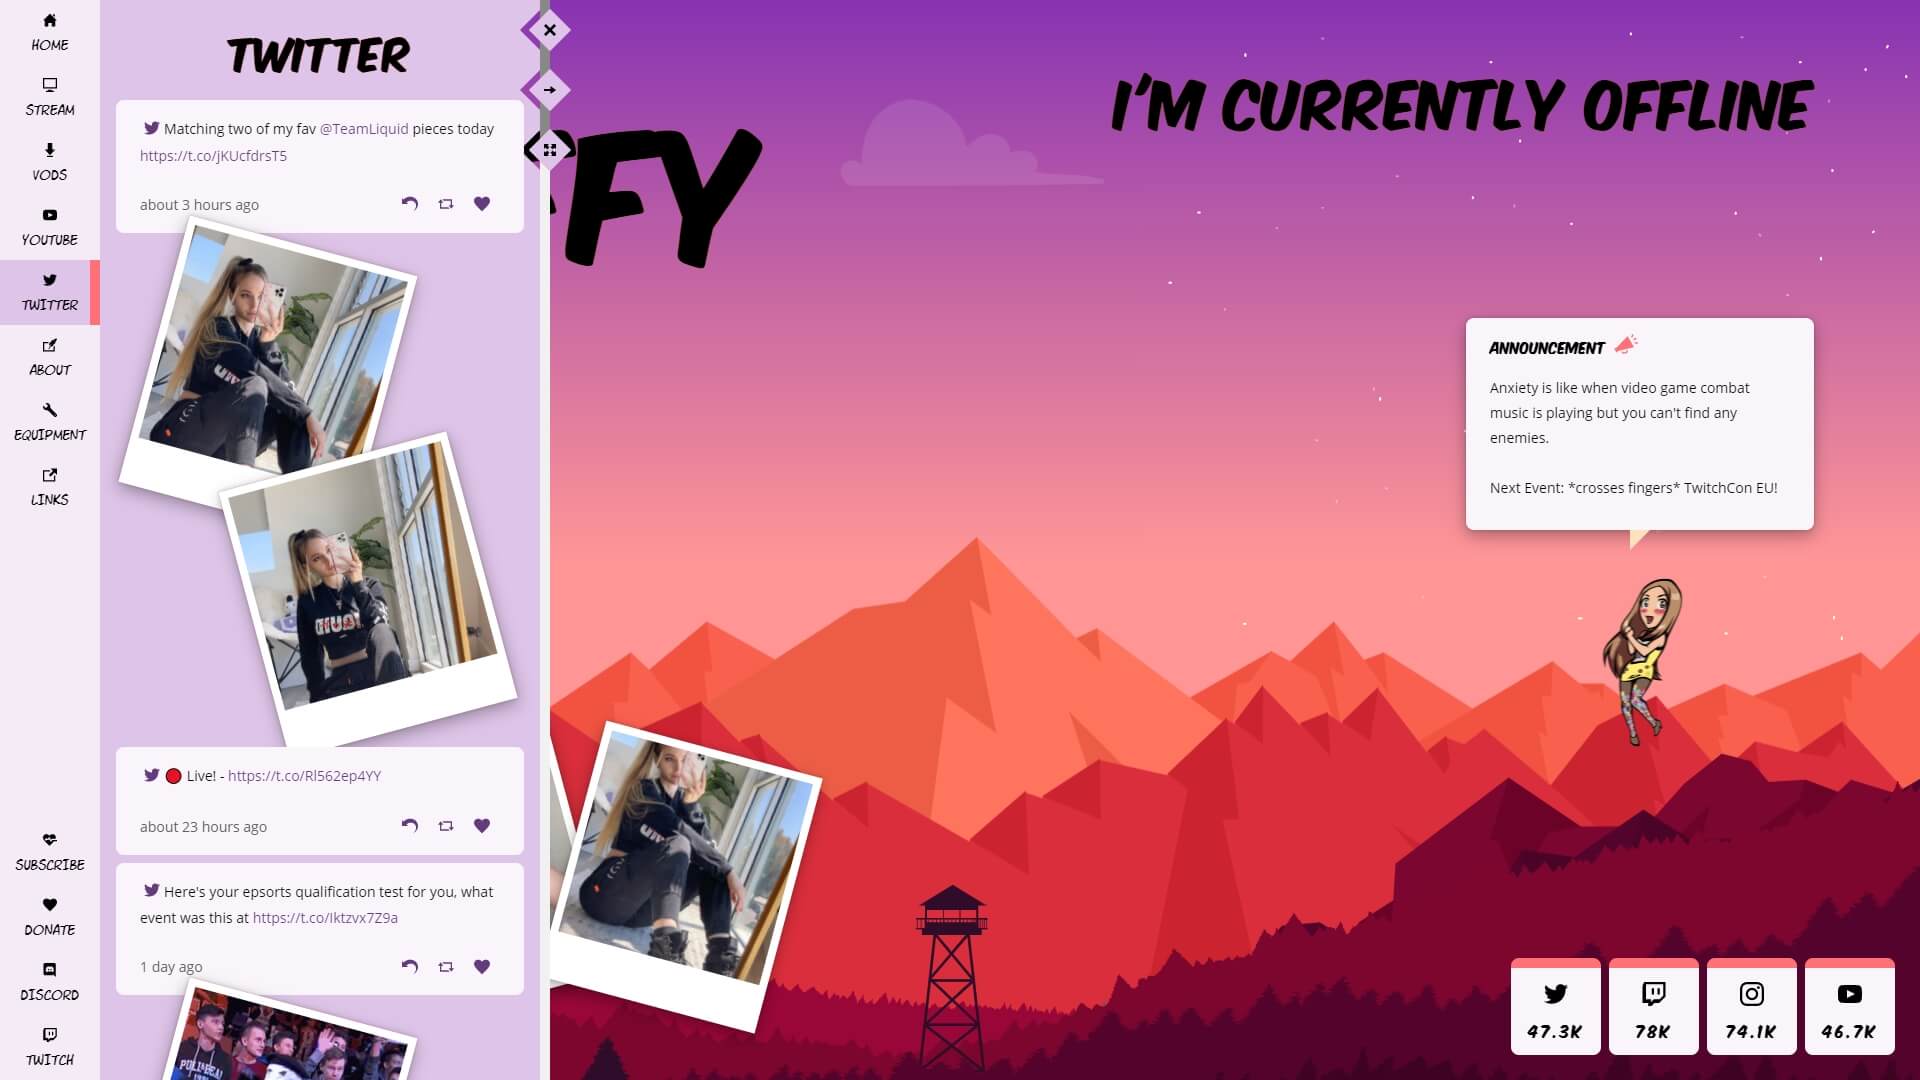 HOME
STREAM
VODS
YOUTUBE
TWITTER
ABOUT
EQUIPMENT
LINKS
SUBSCRIBE
DONATE
DISCORD
TWITCH
TWITTER
Matching two of my fav @TeamLiquid pieces today
https://t.co/jKUcfdrsT5
about 3 hours ago
Live! - https://t.co/Rl562ep4YY
about 23 hours ago
Here's your epsorts qualification test for you, what
event was this at https://t.co/Iktzvx7Z9a
1 day ago
FY
I'M CURRENTLY OFFLINE
ANNOUNCEMENT
Anxiety is like when video game combat
music is playing but you can't find any
enemies.
Next Event: *crosses fingers* TwitchCon EU!
47.3K
78K
74.1K
46.7K